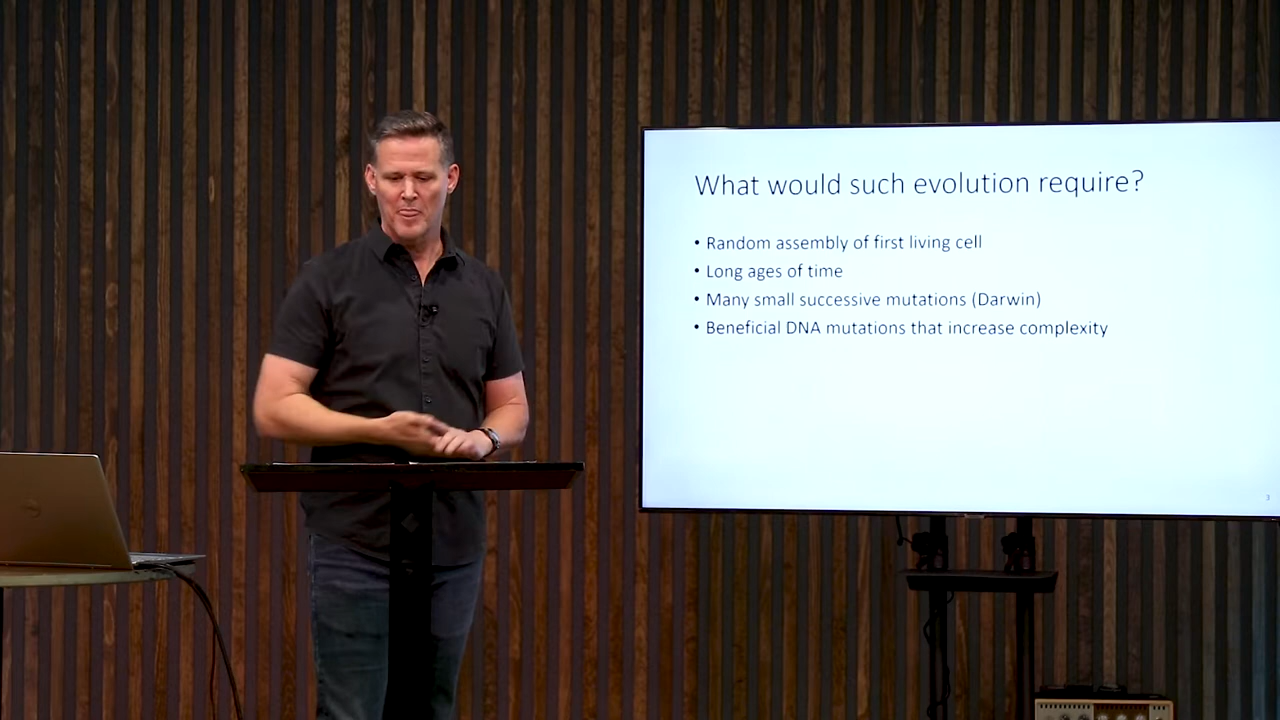 What would such evolution require?
• Random assembly of first living cell
• Long ages of time
• Many small successive mutations (Darwin)
• Beneficial DNA mutations that increase complexity
3